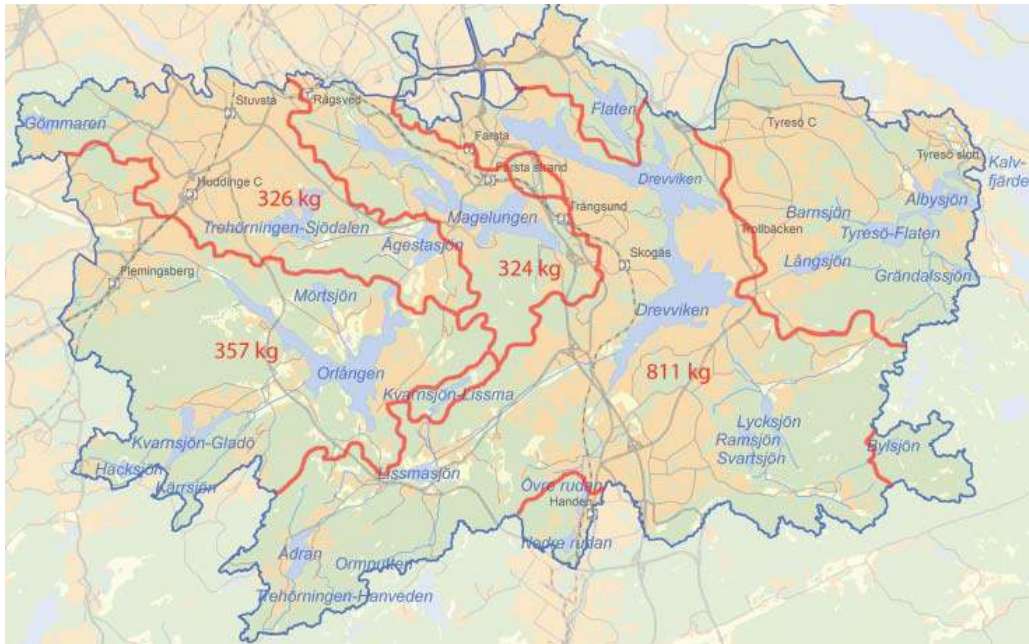 Flaten
Stuvsta
Rågsved
Gömmaren
Tyresö C
Farsta
Tyresö slott
Farsta strand
Kalv-
fjärden
Drevviken
Huddinge C
326 kg
Albysjön
Trångsund
Barnsjön
Magelungen
Trehörningen-Sjödalen
Trollbäcken
Tyresö-Flaten
Ågestasjön
Skogås
Långsjön
324 kg
Grändalssjön
Flemingsberg
Mörtsjön
Drevviken
357 kg
Orlången
811 kg
Kvarnsjön-Lissma
Lycksjön
Kvarnsjön-Gladö
Ramsjön
Bylsjön
Svartsjön
Hacksjön
Lissmasjön
Kärrsjön
Övre rudan
Handen
Nedre rudan
Ådran
Ormputten
Trehörningen-Hanveden